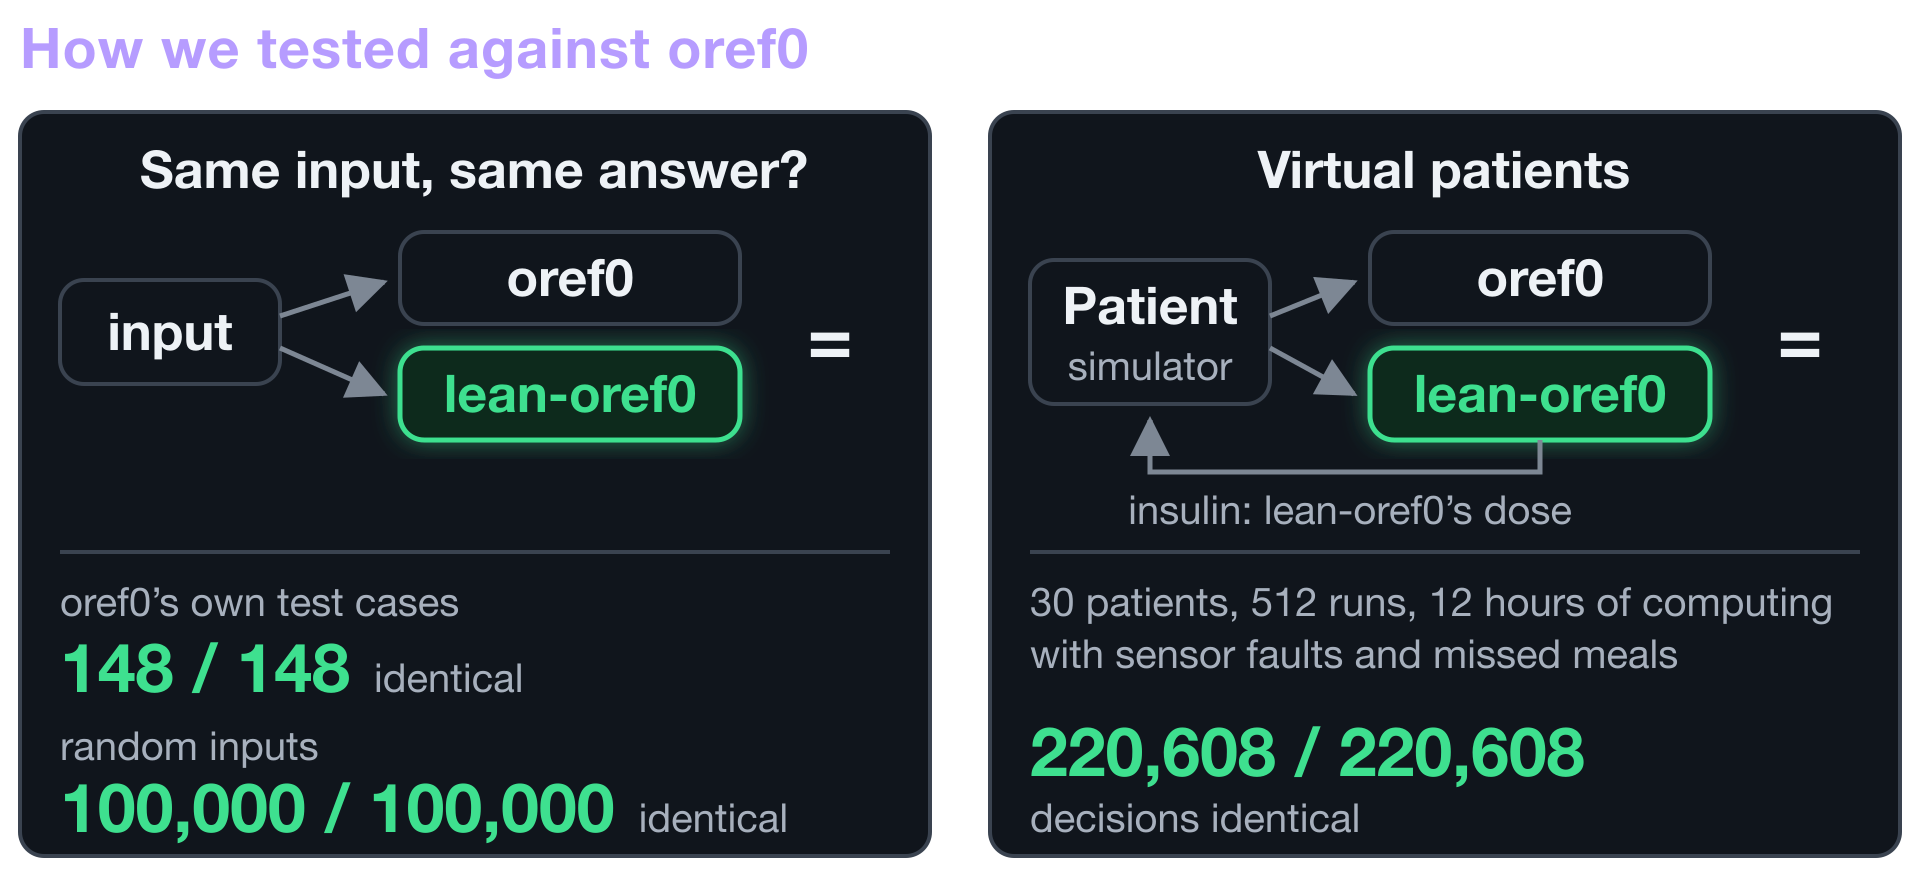 How we tested against oref0
Same input, same answer?
input
oref0
lean-oref0
=
oref0’s own test cases
148 / 148 identical
random inputs
100,000 / 100,000 identical
Virtual patients
Patient
simulator
oref0
lean-oref0
=
insulin: lean-oref0’s dose
30 patients, 512 runs, 12 hours of computing
with sensor faults and missed meals
220,608 / 220,608
decisions identical